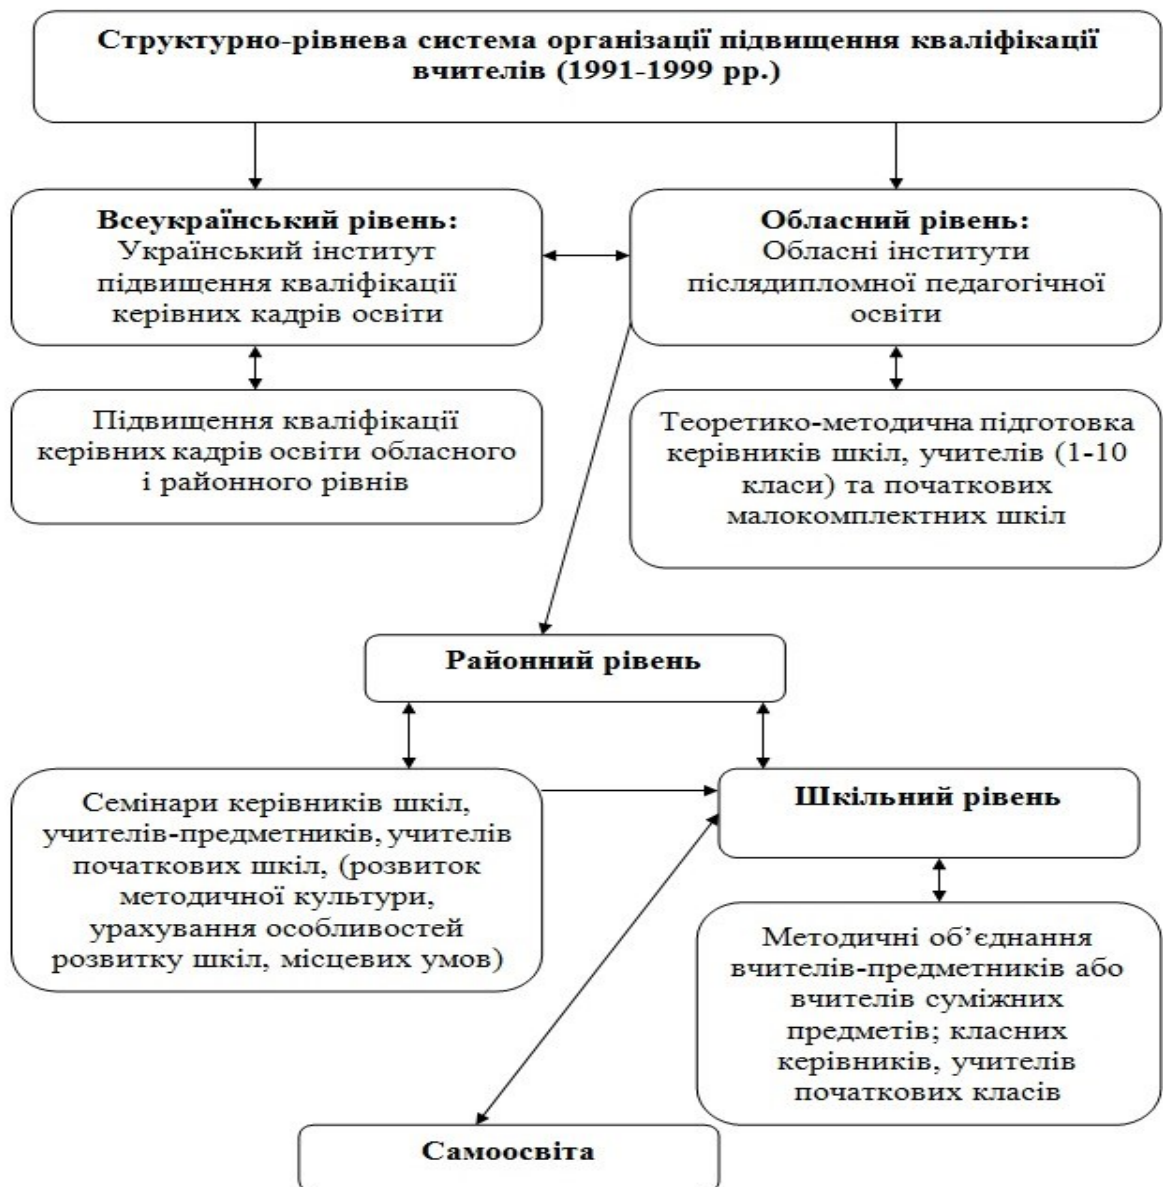 Структурно-рівнева система організації підвищення кваліфікації
вчителів (1991-1999 рр.)
Всеукраїнський рівень:
Український інститут
підвищення кваліфікації
керівних кадрів освіти
Обласний рівень:
Обласні інститути
післядипломної педагогічної
освіти
Підвищення кваліфікації
керівних кадрів освіти обласного
і районного рівнів
Теоретико-методична підготовка
керівників шкіл, учителів (1-10
класи) та початкових
малокомплектних шкіл
Районний рівень
Семінари керівників шкіл,
учителів-предметників, учителів
початкових шкіл, (розвиток
методичної культури,
урахування особливостей
розвитку шкіл, місцевих умов)
Шкільний рівень
Методичні об’єднання
вчителів-предметників або
вчителів суміжних
предметів; класних
керівників, учителів
початкових класів
Самоосвіта